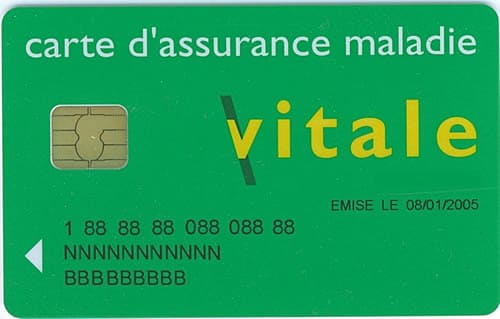 carte d'assurance maladie
vitale
EMISE LE 08/01/2005
1 88 88 88 088 088 88
NNNNNNNNNNN
BBBBBBBBB